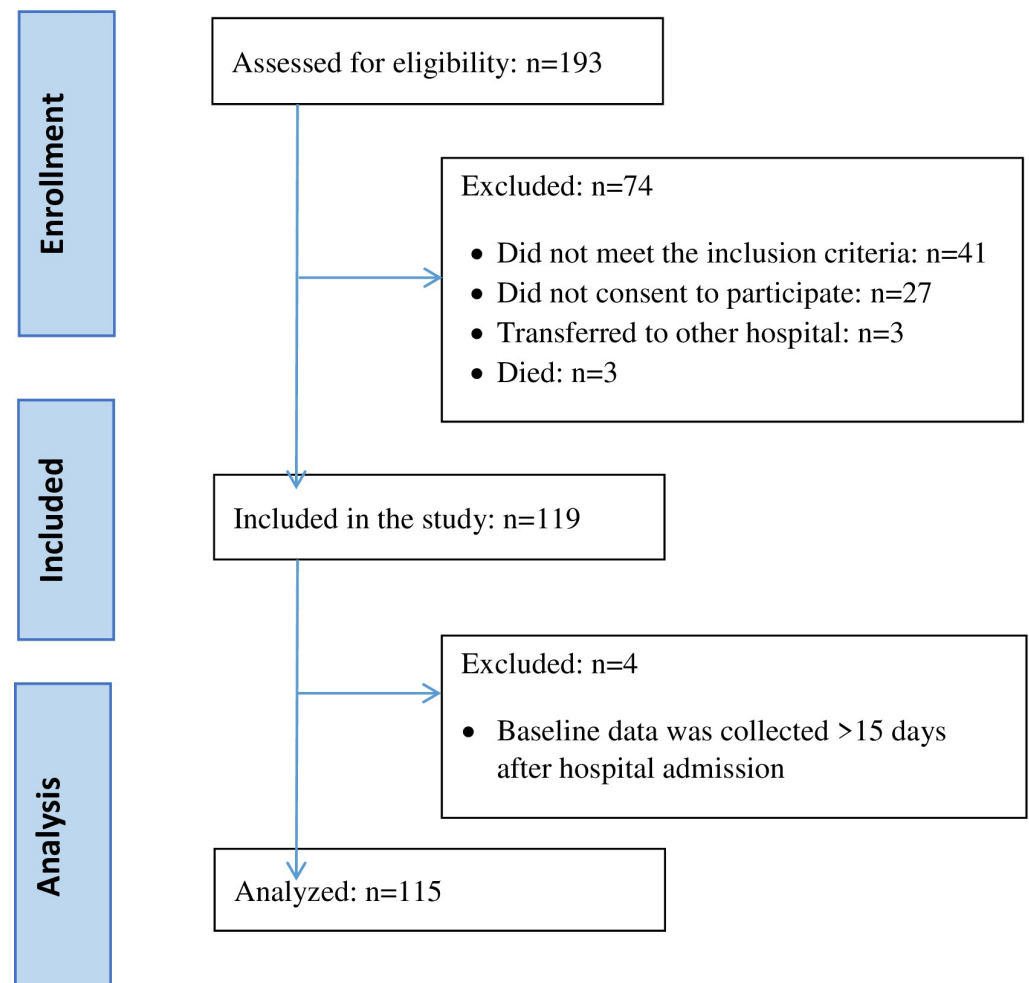 Enrollment
Assessed for eligibility: n=193
Excluded: n=74
• Did not meet the inclusion criteria: n=41
• Did not consent to participate: n=27
• Transferred to other hospital: n=3
• Died: n=3
Included
Included in the study: n=119
Excluded: n=4
• Baseline data was collected >15 days
after hospital admission
Analysis
Analyzed: n=115